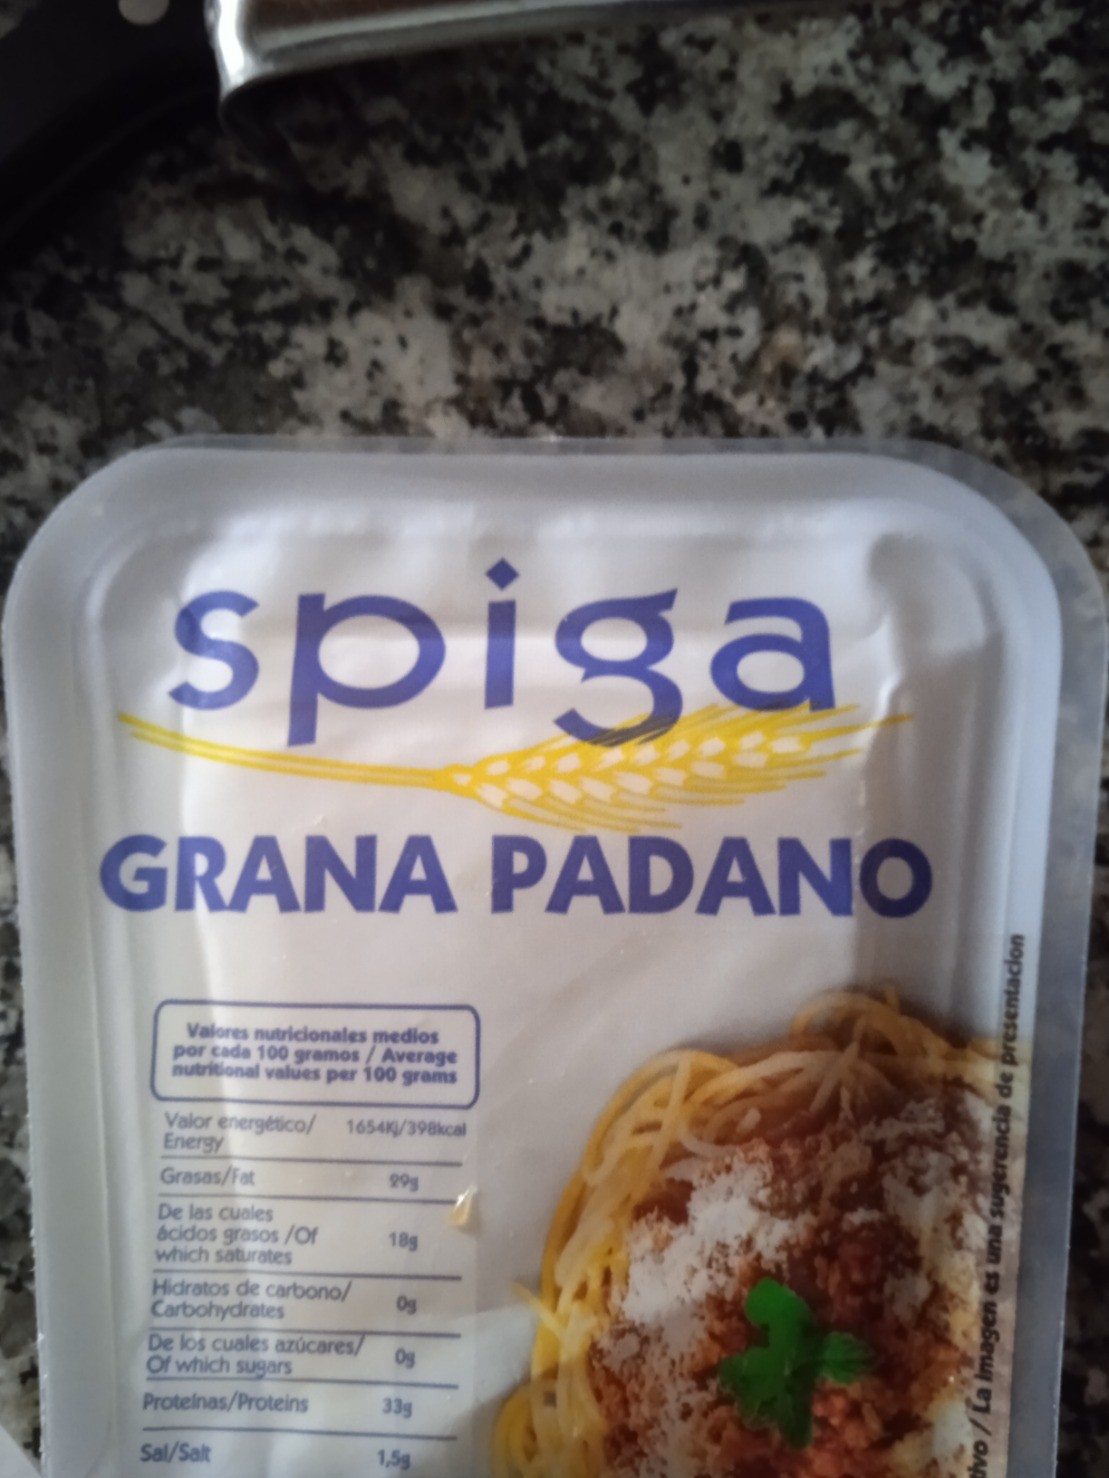 spiga
GRANA PADANO
Valores nutricionales medios
por cada 100 gramos / Average
nutritional values per 100 grams
Valor energético/ 1654Kj/398kcal
Energy
Grasas/Fat 29g
De las cuales
ácidos grasos /Of
which saturates 18g
Hidratos de carbono/
Carbohydrates 0g
De los cuales azúcares/
Of which sugars 0g
Proteínas/Proteins 33g
Sal/Salt 1,5g
/ La imagen es una sugerencia de presentacion